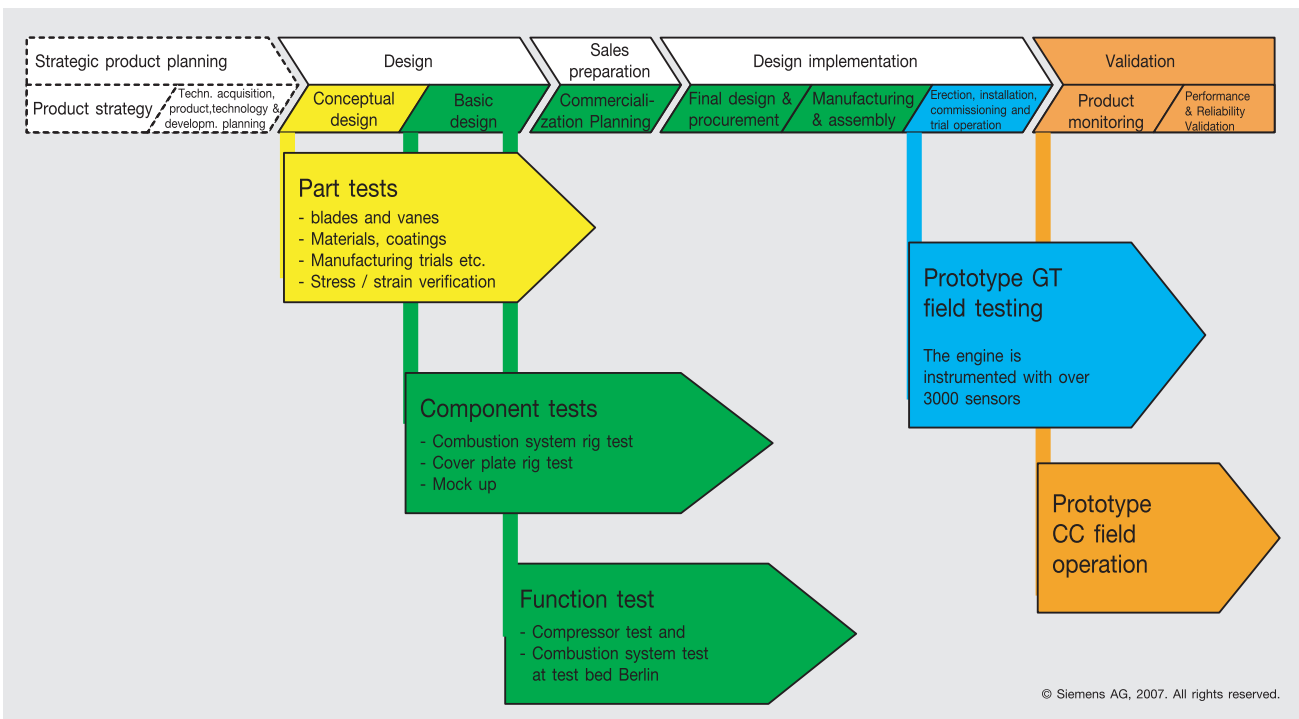 Strategic product planning
Design
Sales
preparation
Design implementation
Validation
Product strategy
Techn. acquisition,
product,technology &
developm. planning
Conceptual
design
Basic
design
Commerciali-
zation Planning
Final design &
procurement
Manufacturing
& assembly
Erection, installation,
commissioning and
trial operation
Product
monitoring
Performance
& Reliability
Validation
Part tests
- blades and vanes
- Materials, coatings
- Manufacturing trials etc.
- Stress / strain verification
Prototype GT
field testing
The engine is
instrumented with over
3000 sensors
Component tests
- Combustion system rig test
- Cover plate rig test
- Mock up
Prototype
CC field
operation
Function test
- Compressor test and
- Combustion system test
at test bed Berlin
© Siemens AG, 2007. All rights reserved.